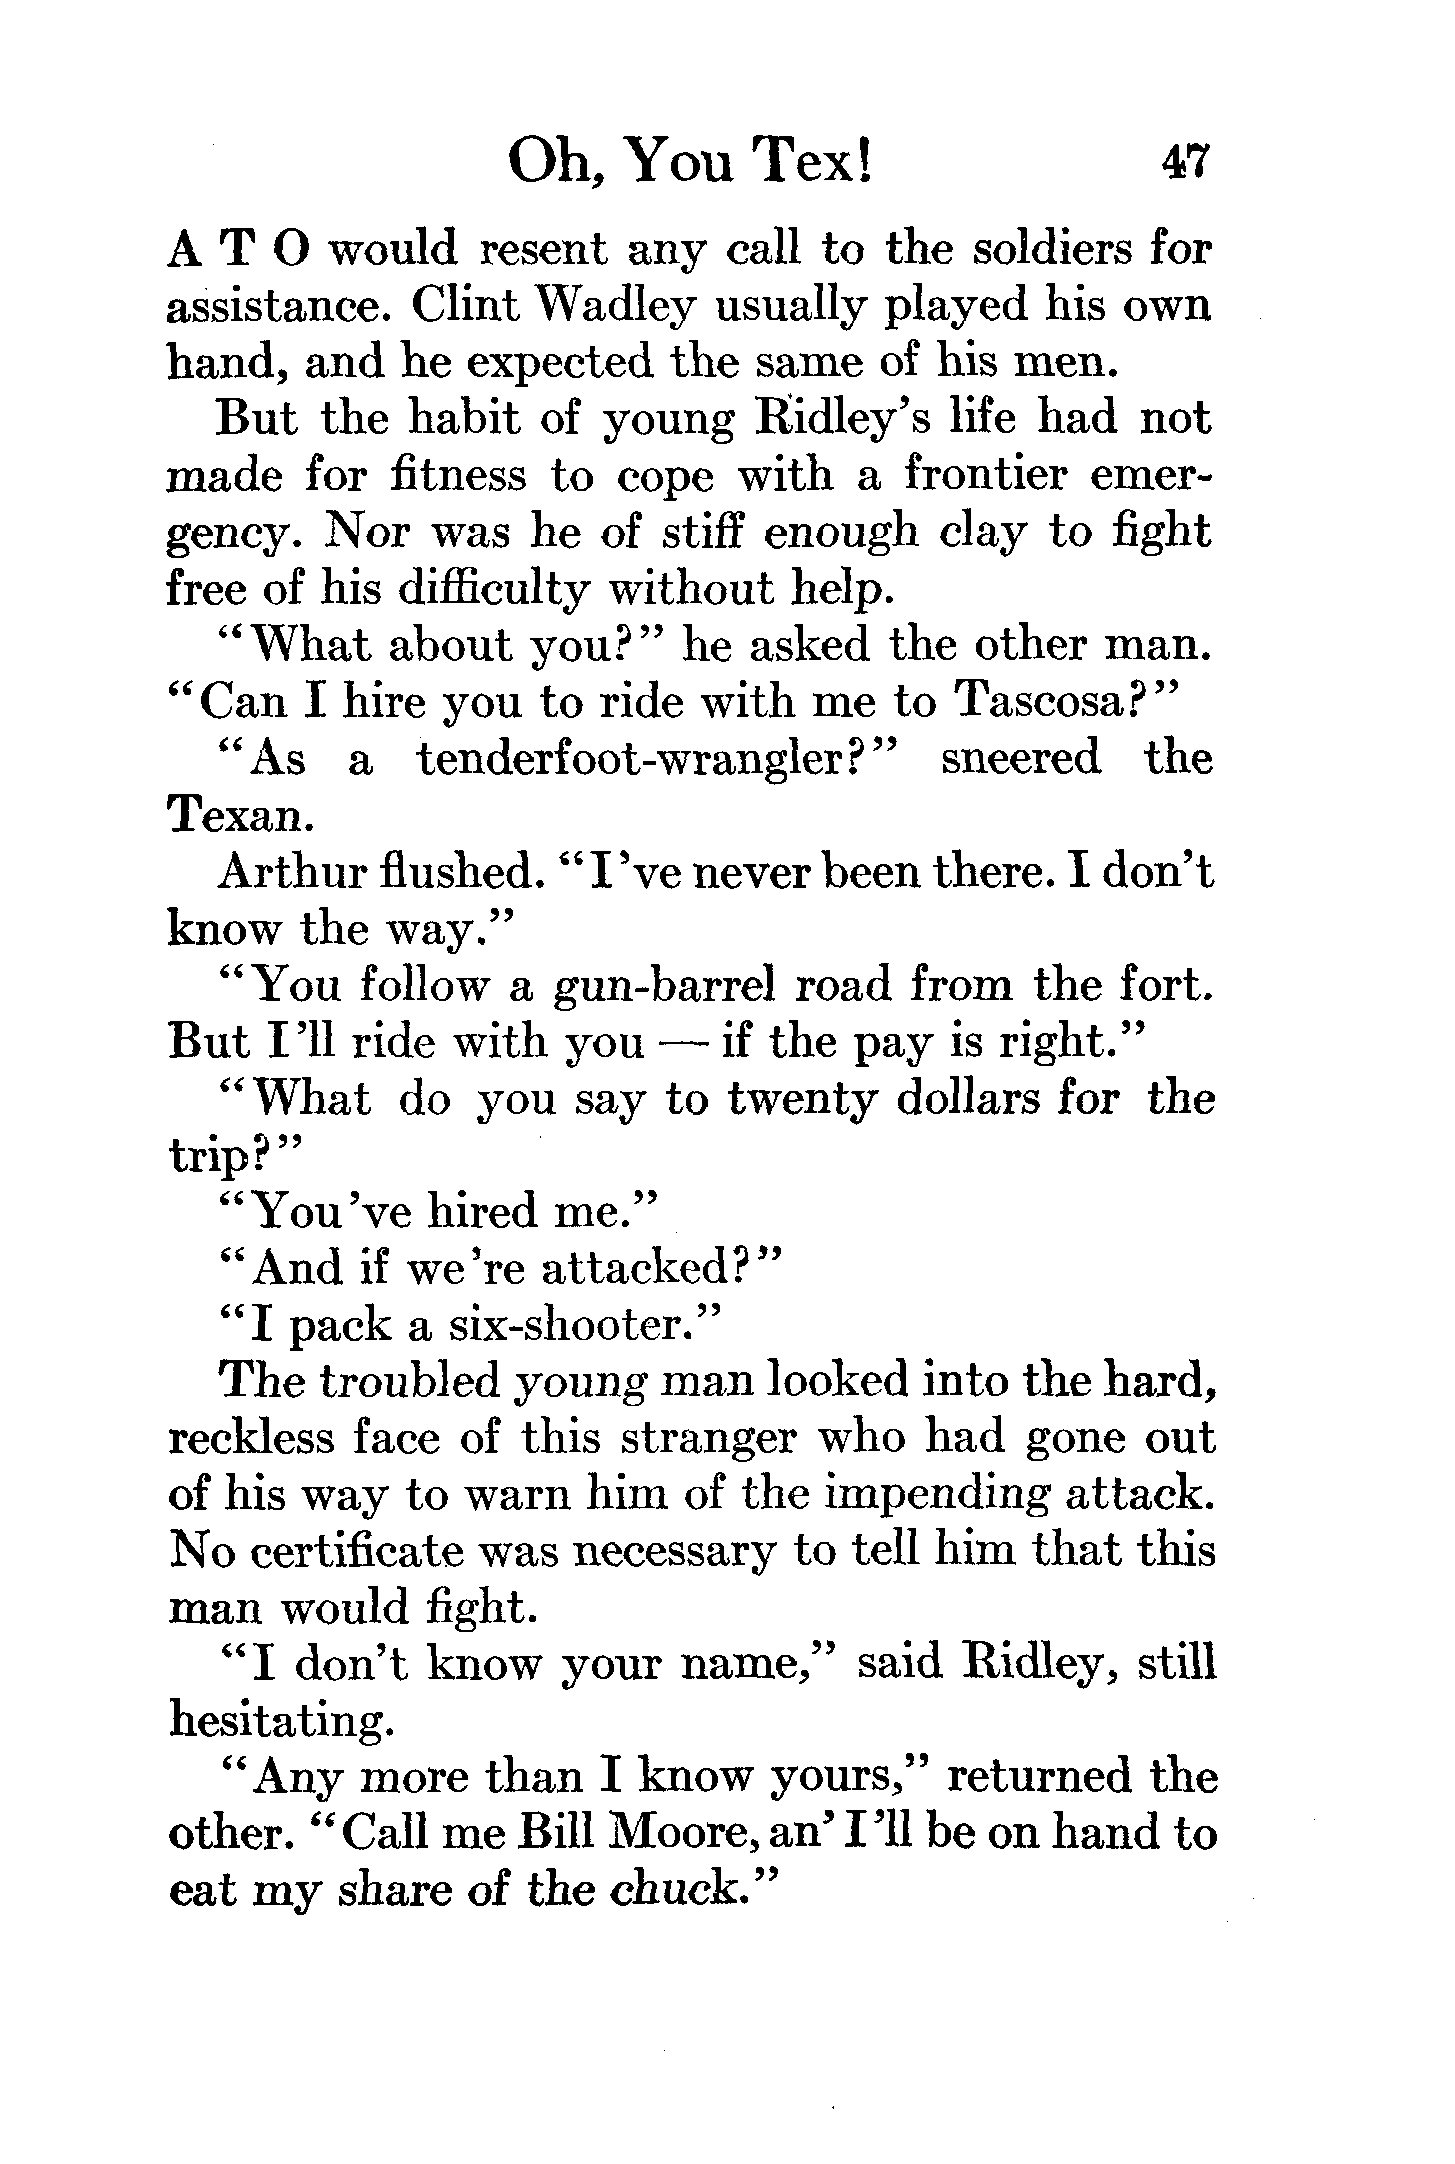 Oh, You Tex! 47
A T O would resent any call to the soldiers for
assistance. Clint Wadley usually played his own
hand, and he expected the same of his men.
But the habit of young Ridley’s life had not
made for fitness to cope with a frontier emer-
gency. Nor was he of stiff enough clay to fight
free of his difficulty without help.
“What about you?” he asked the other man.
“Can I hire you to ride with me to Tascosa?”
“As a tenderfoot-wrangler?” sneered the
Texan.
Arthur flushed. “I’ve never been there. I don’t
know the way.”
“You follow a gun-barrel road from the fort.
But I’ll ride with you — if the pay is right.”
“What do you say to twenty dollars for the
trip?”
“You’ve hired me.”
“And if we’re attacked?”
“I pack a six-shooter.”
The troubled young man looked into the hard,
reckless face of this stranger who had gone out
of his way to warn him of the impending attack.
No certificate was necessary to tell him that this
man would fight.
“I don’t know your name,” said Ridley, still
hesitating.
“Any more than I know yours,” returned the
other. “Call me Bill Moore, an’ I’ll be on hand to
eat my share of the chuck.”